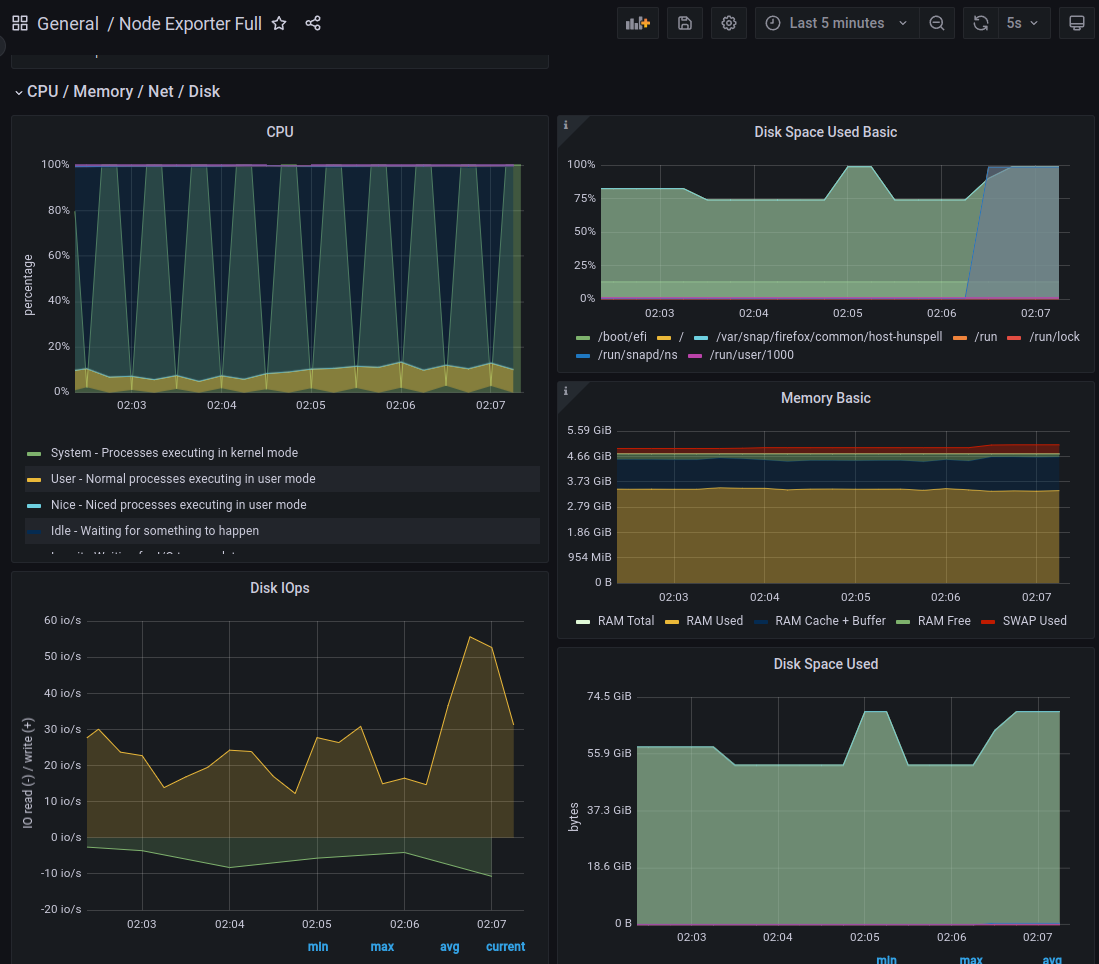 General / Node Exporter Full
Last 5 minutes
5s
CPU / Memory / Net / Disk
CPU
percentage
100%
80%
60%
40%
20%
0%
02:03 02:04 02:05 02:06 02:07
System - Processes executing in kernel mode
User - Normal processes executing in user mode
Nice - Niced processes executing in user mode
Idle - Waiting for something to happen
Disk Space Used Basic
100%
75%
50%
25%
0%
02:03 02:04 02:05 02:06 02:07
/boot/efi / /var/snap/firefox/common/host-hunspell /run /run/lock
/run/snapd/ns /run/user/1000
Memory Basic
5.59 GiB
4.66 GiB
3.73 GiB
2.79 GiB
1.86 GiB
954 MiB
0 B
02:03 02:04 02:05 02:06 02:07
RAM Total RAM Used RAM Cache + Buffer RAM Free SWAP Used
Disk IOps
IO read (-) / write (+)
60 io/s
50 io/s
40 io/s
30 io/s
20 io/s
10 io/s
0 io/s
-10 io/s
-20 io/s
02:03 02:04 02:05 02:06 02:07
min max avg current
Disk Space Used
bytes
74.5 GiB
55.9 GiB
37.3 GiB
18.6 GiB
0 B
02:03 02:04 02:05 02:06 02:07
min max avg